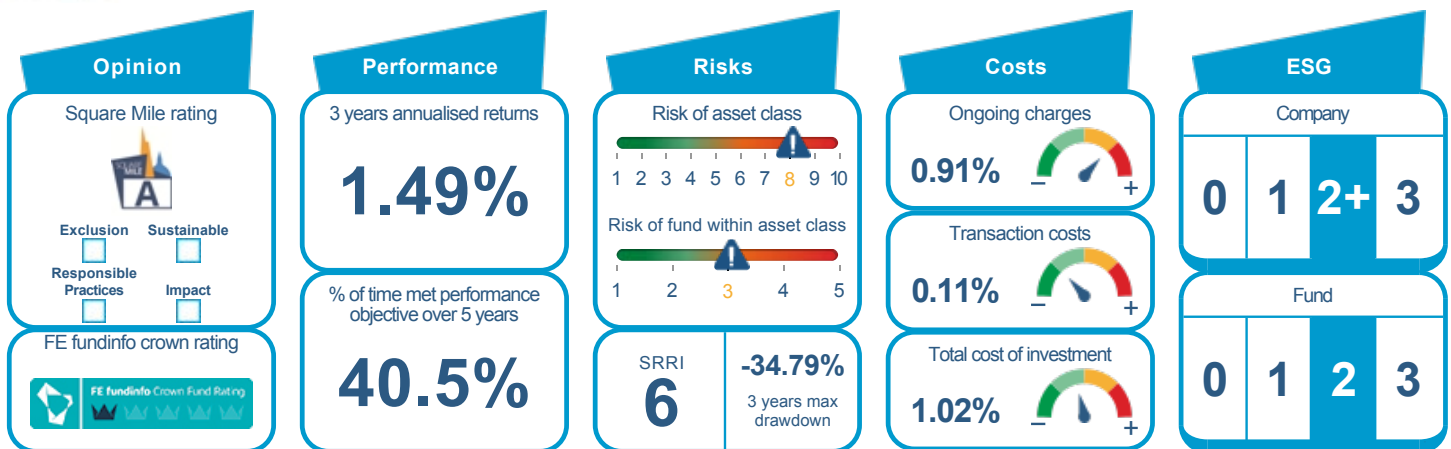 Opinion
Square Mile rating
SQUARE
MILE
A
Exclusion Sustainable
Responsible
Practices Impact
FE fundinfo crown rating
FE fundinfo Crown Fund Rating
Performance
3 years annualised returns
1.49%
% of time met performance
objective over 5 years
40.5%
Risks
Risk of asset class
1 2 3 4 5 6 7 8 9 10
Risk of fund within asset class
1 2 3 4 5
SRRI
6
-34.79%
3 years max
drawdown
Costs
Ongoing charges
0.91%
− +
Transaction costs
0.11%
− +
Total cost of investment
1.02%
− +
ESG
Company
0 1 2+ 3
Fund
0 1 2 3